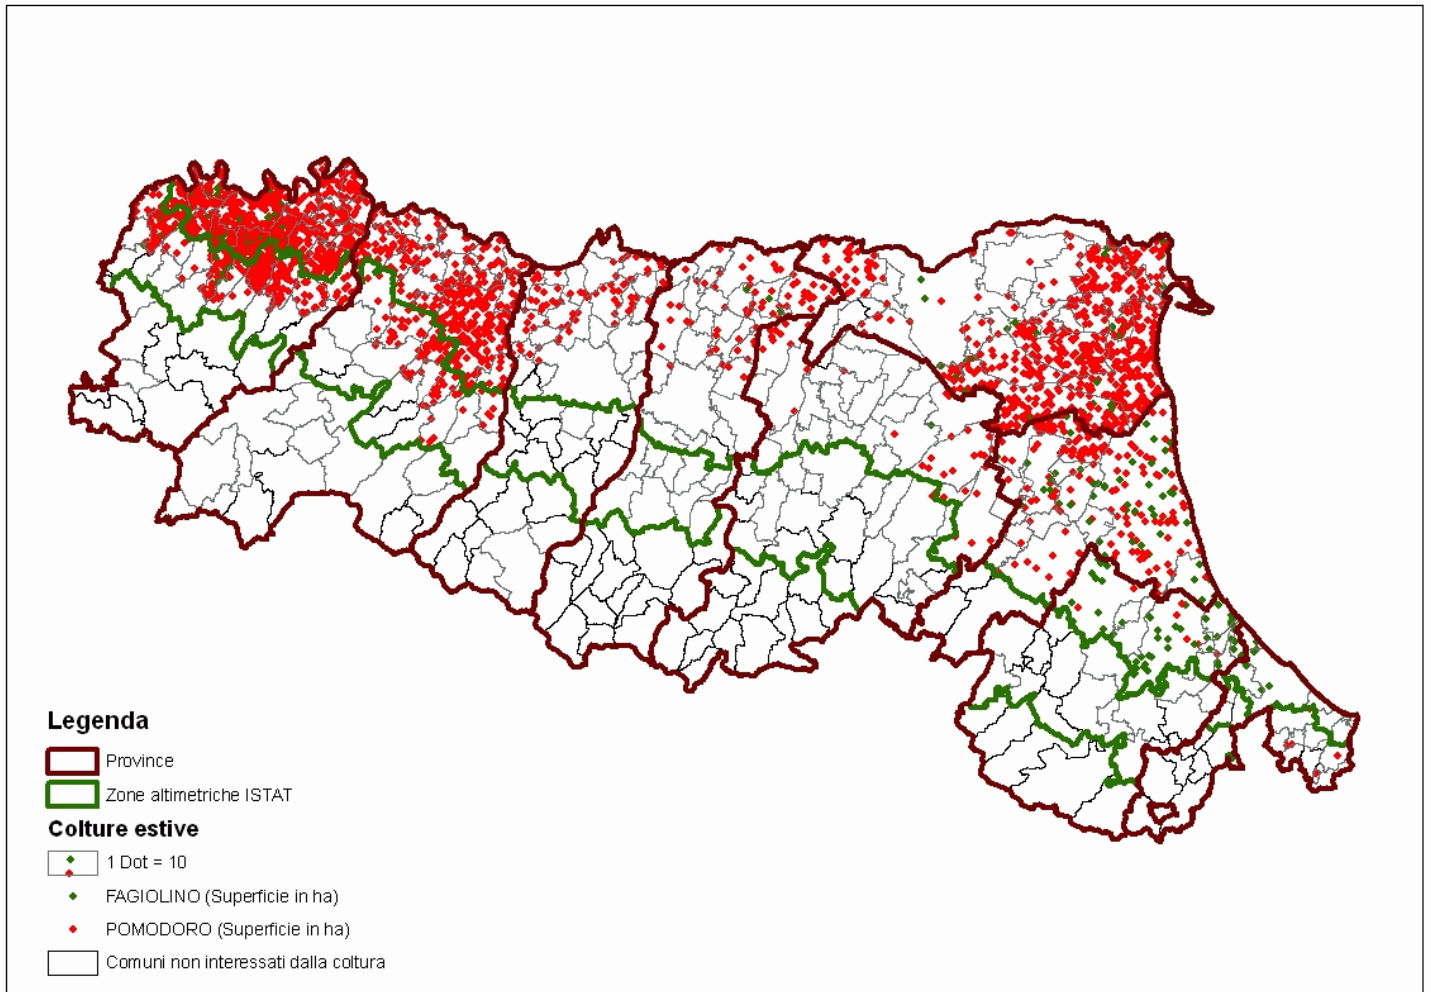 Legenda
Province
Zone altimetriche ISTAT
Colture estive
1 Dot = 10
FAGIOLINO (Superficie in ha)
POMODORO (Superficie in ha)
Comuni non interessati dalla coltura